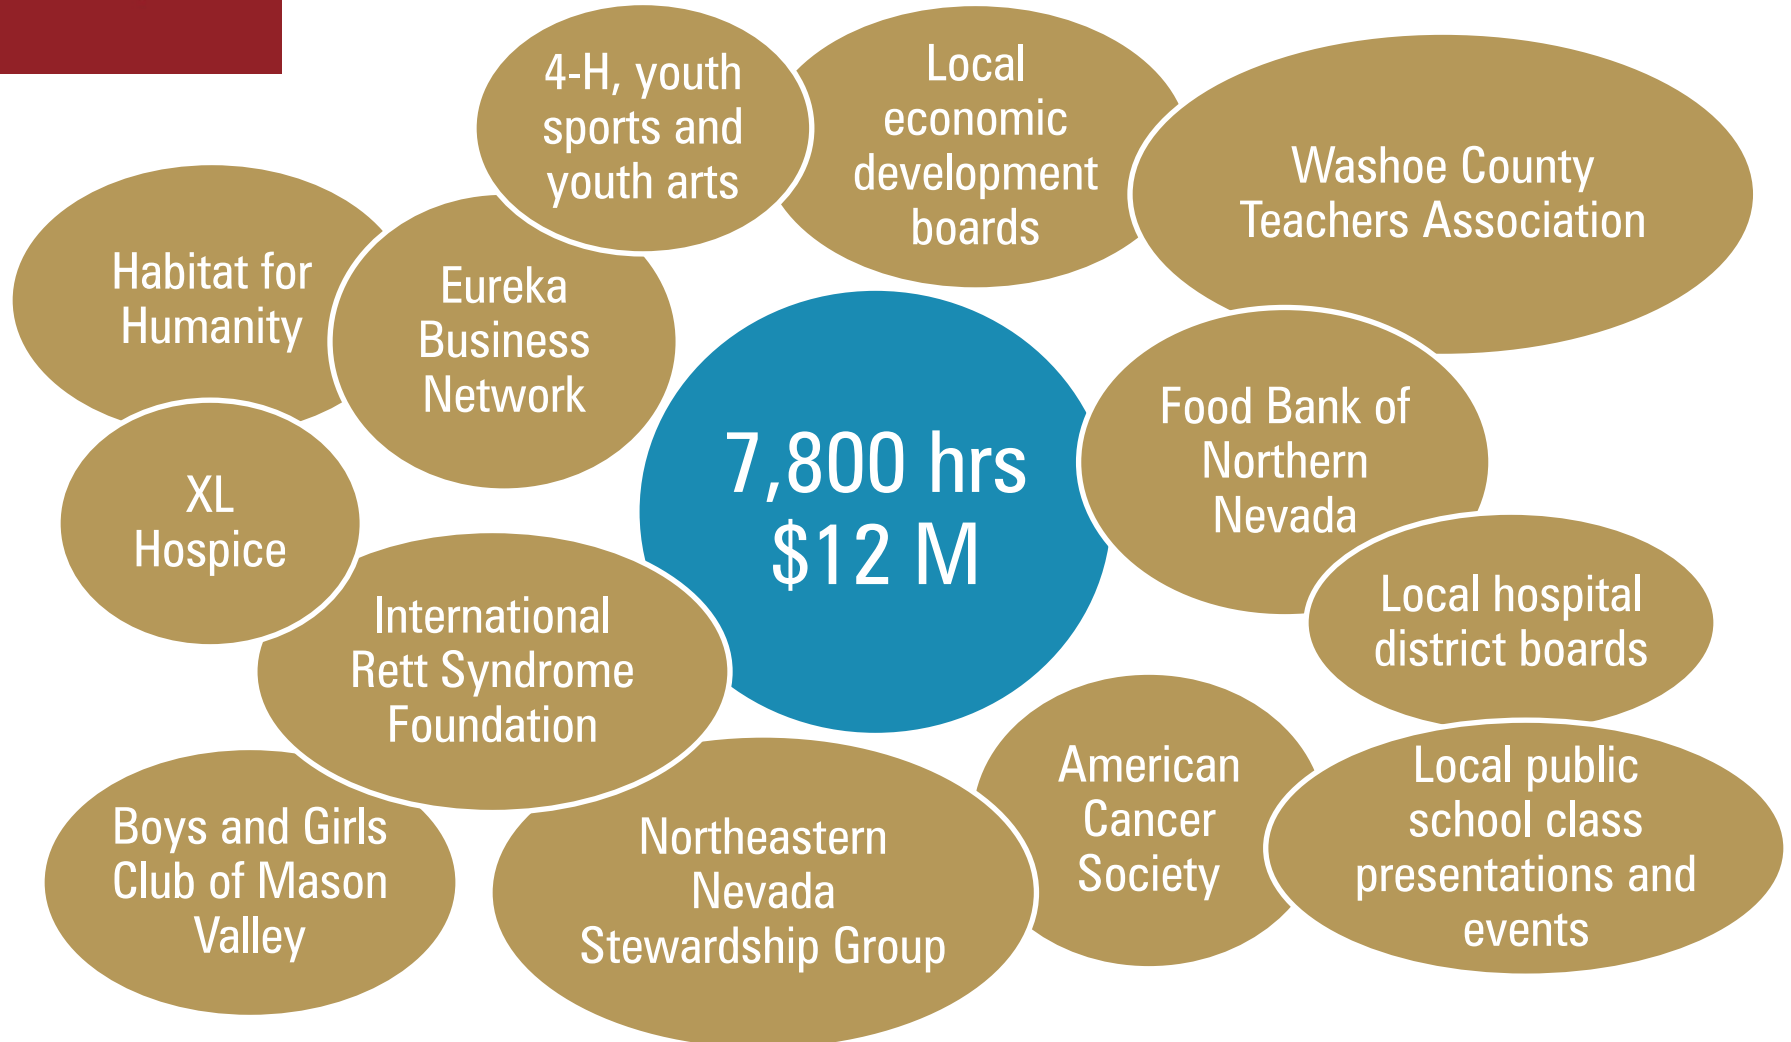 4-H, youth
sports and
youth arts
Local
economic
development
boards
Washoe County
Teachers Association
Habitat for
Humanity
Eureka
Business
Network
7,800 hrs
$12 M
Food Bank of
Northern
Nevada
XL
Hospice
International
Rett Syndrome
Foundation
Local hospital
district boards
Boys and Girls
Club of Mason
Valley
Northeastern
Nevada
Stewardship Group
American
Cancer
Society
Local public
school class
presentations and
events